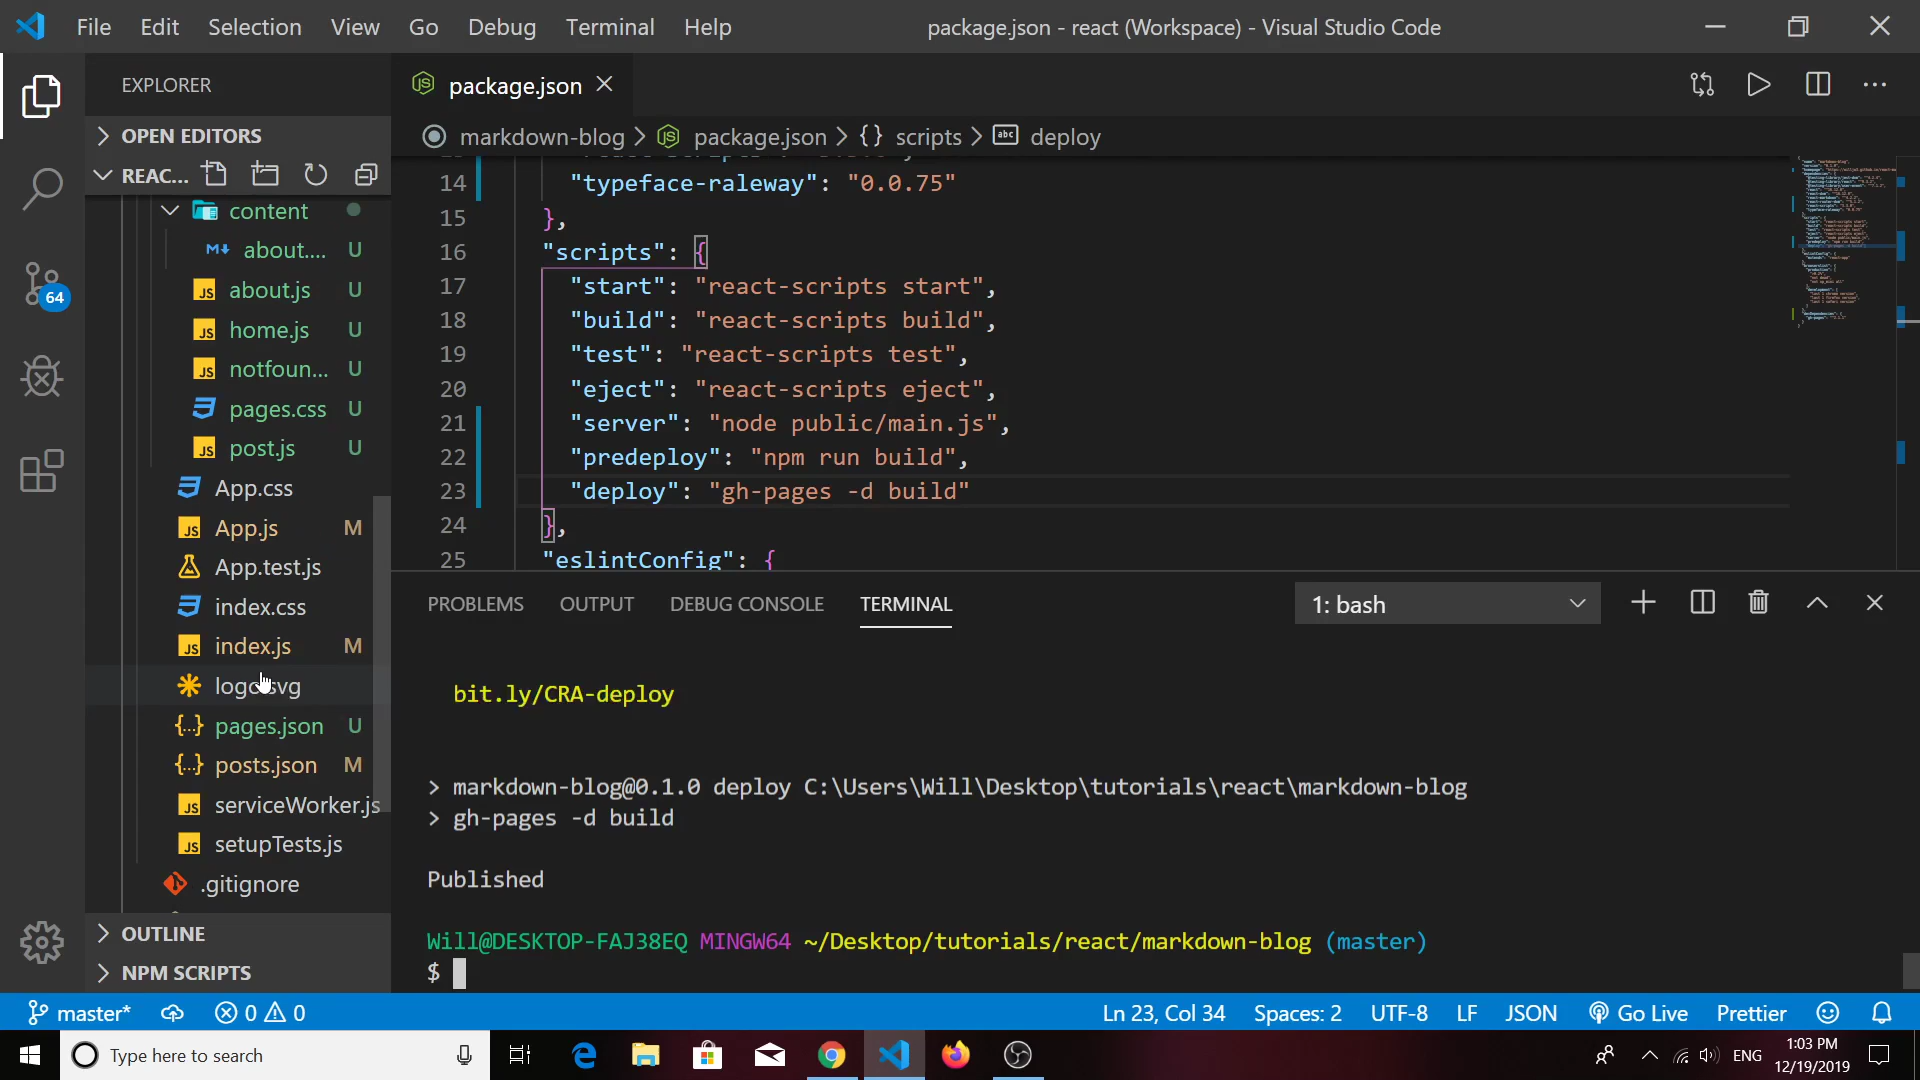 File Edit Selection View Go Debug Terminal Help
package.json - react (Workspace) - Visual Studio Code
EXPLORER
OPEN EDITORS
REAC...
content
about....
U
about.js
U
home.js
U
notfoun...
U
pages.css
U
post.js
U
App.css
App.js
M
App.test.js
index.css
index.js
M
pages.json
U
posts.json
M
serviceWorker.js
setupTests.js
.gitignore
OUTLINE
NPM SCRIPTS
64
package.json
markdown-blog > package.json > {} scripts > abc deploy
14 "typeface-raleway": "0.0.75"
15 },
16 "scripts": {
17 "start": "react-scripts start",
18 "build": "react-scripts build",
19 "test": "react-scripts test",
20 "eject": "react-scripts eject",
21 "server": "node public/main.js",
22 "predeploy": "npm run build",
23 "deploy": "gh-pages -d build"
24 },
25 "eslintConfig": {
PROBLEMS OUTPUT DEBUG CONSOLE TERMINAL
1: bash
bit.ly/CRA-deploy
> markdown-blog@0.1.0 deploy C:\Users\Will\Desktop\tutorials\react\markdown-blog
> gh-pages -d build
Published
Will@DESKTOP-FAJ38EQ MINGW64 ~/Desktop/tutorials/react/markdown-blog (master)
$
master* 0 0
Ln 23, Col 34 Spaces: 2 UTF-8 LF JSON Go Live Prettier
Type here to search
ENG
1:03 PM
12/19/2019